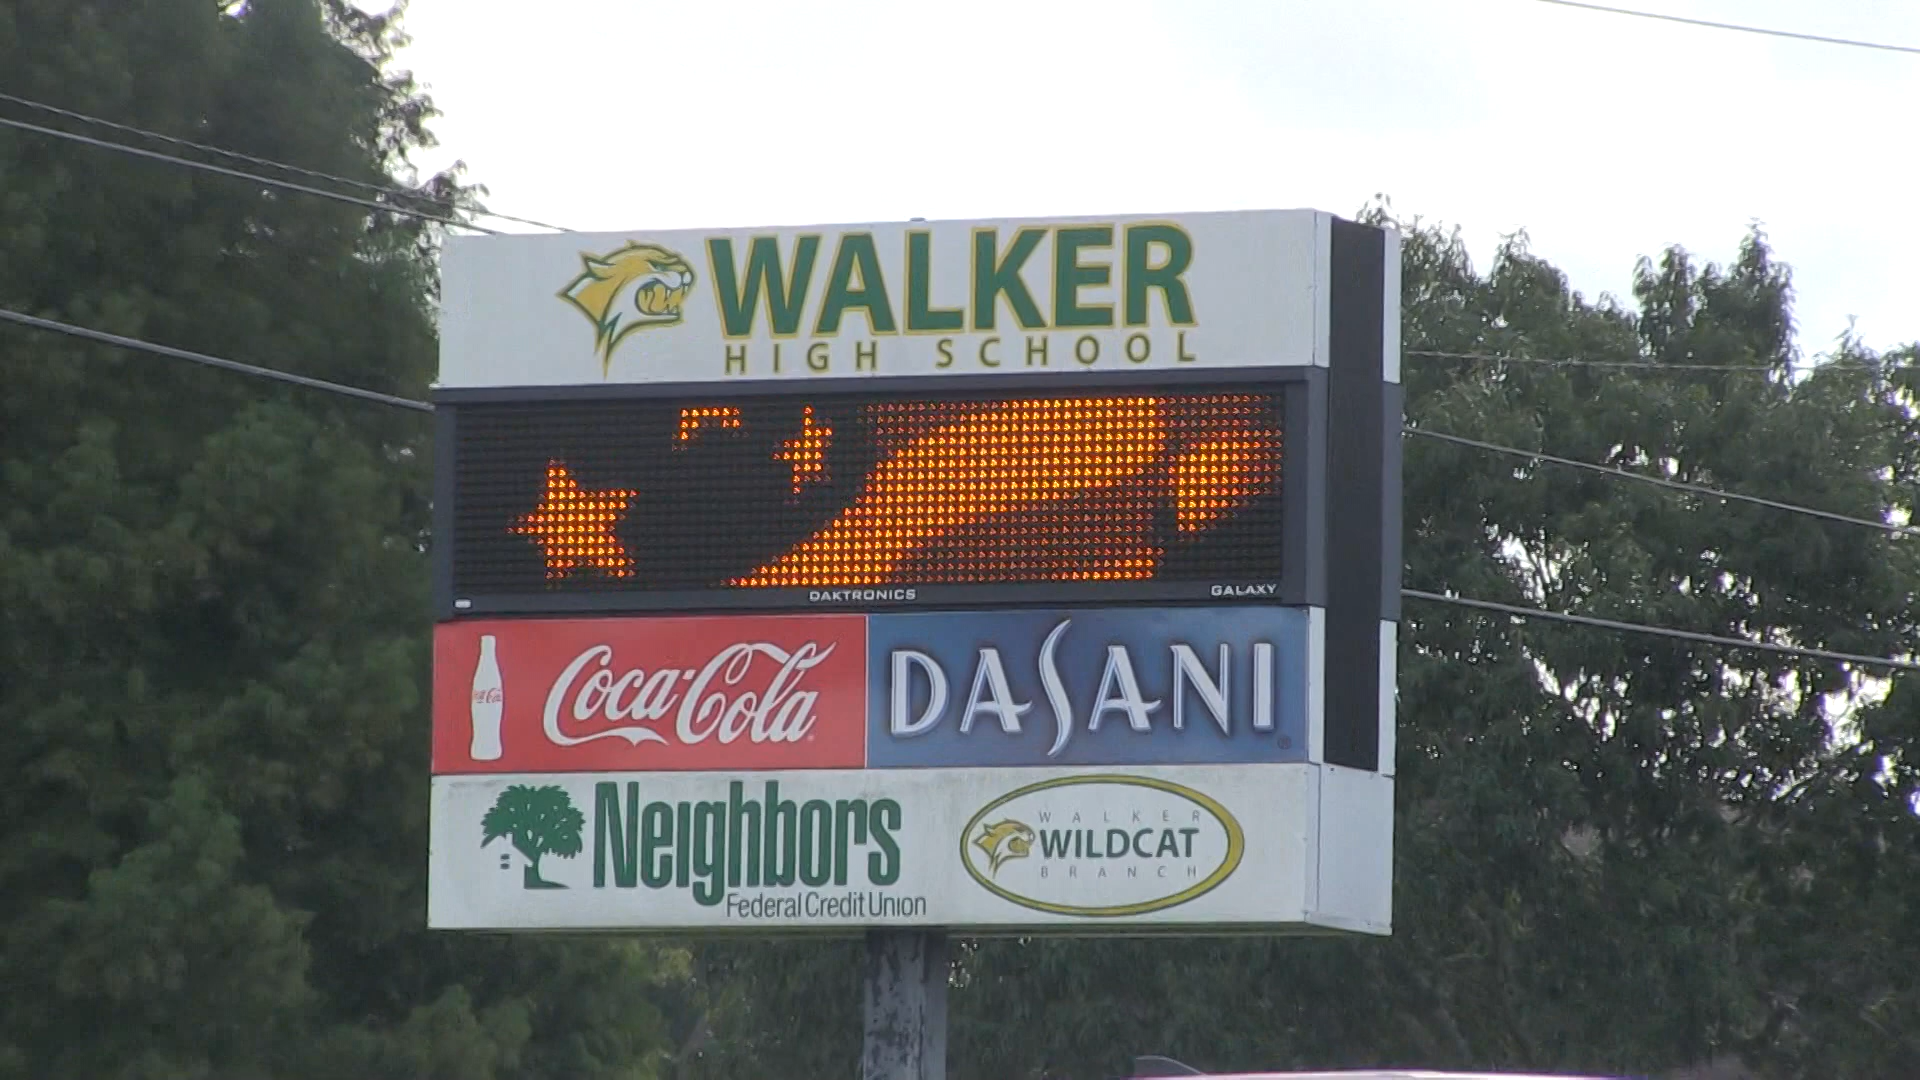 WALKER
HIGH SCHOOL
DAKTRONICS GALAXY
Coca-Cola
DASANI
Neighbors
Federal Credit Union
WALKER
WILDCAT
BRANCH